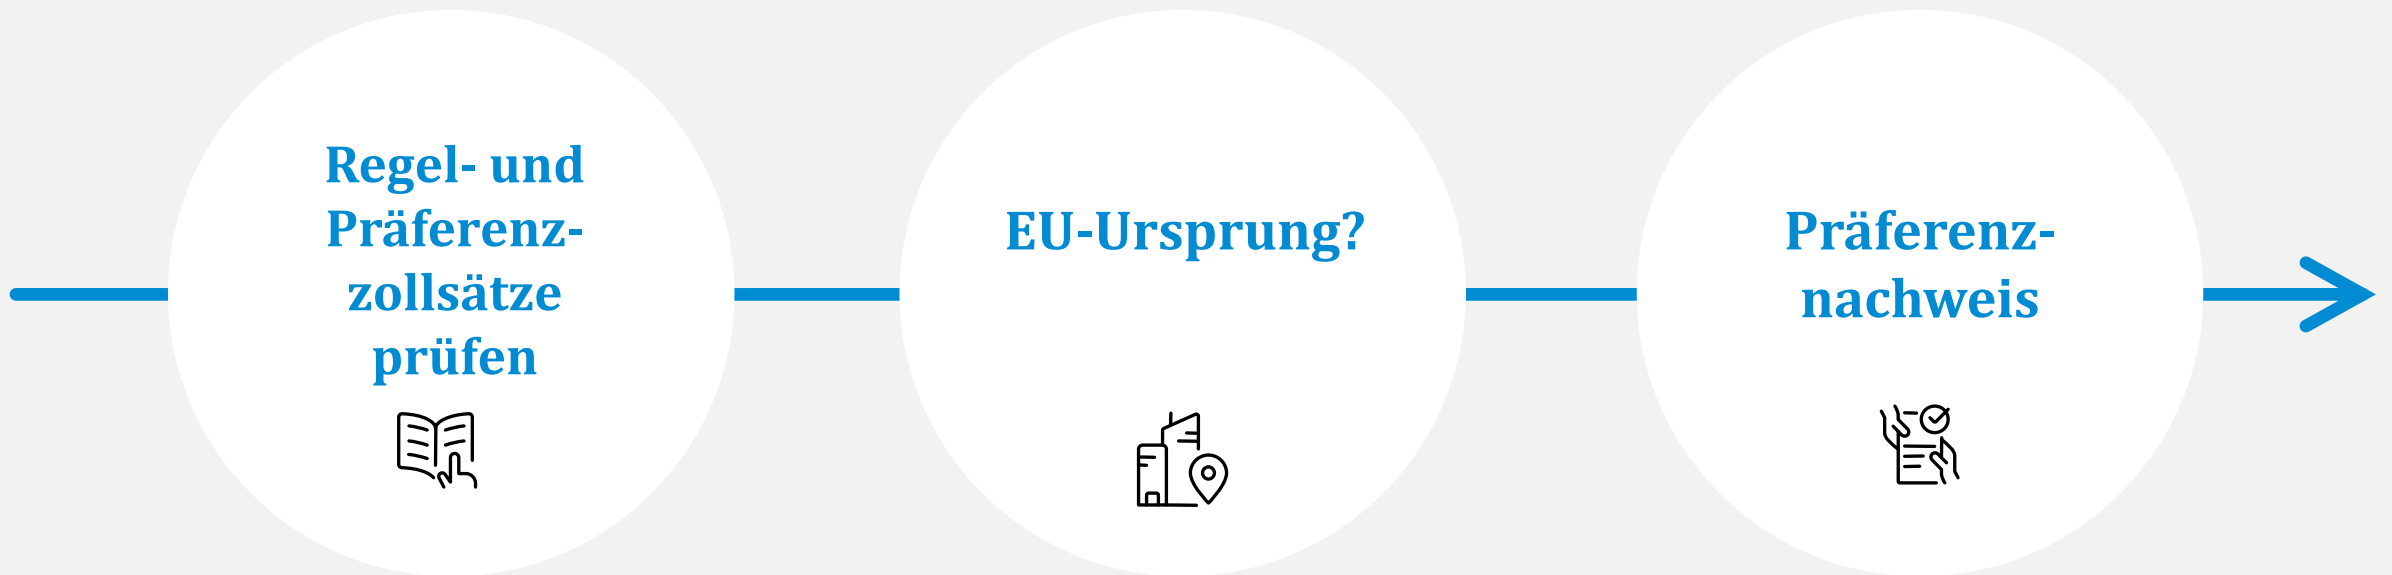 Regel- und
Präferenz-
zollsätze
prüfen
EU-Ursprung?
Präferenz-
nachweis